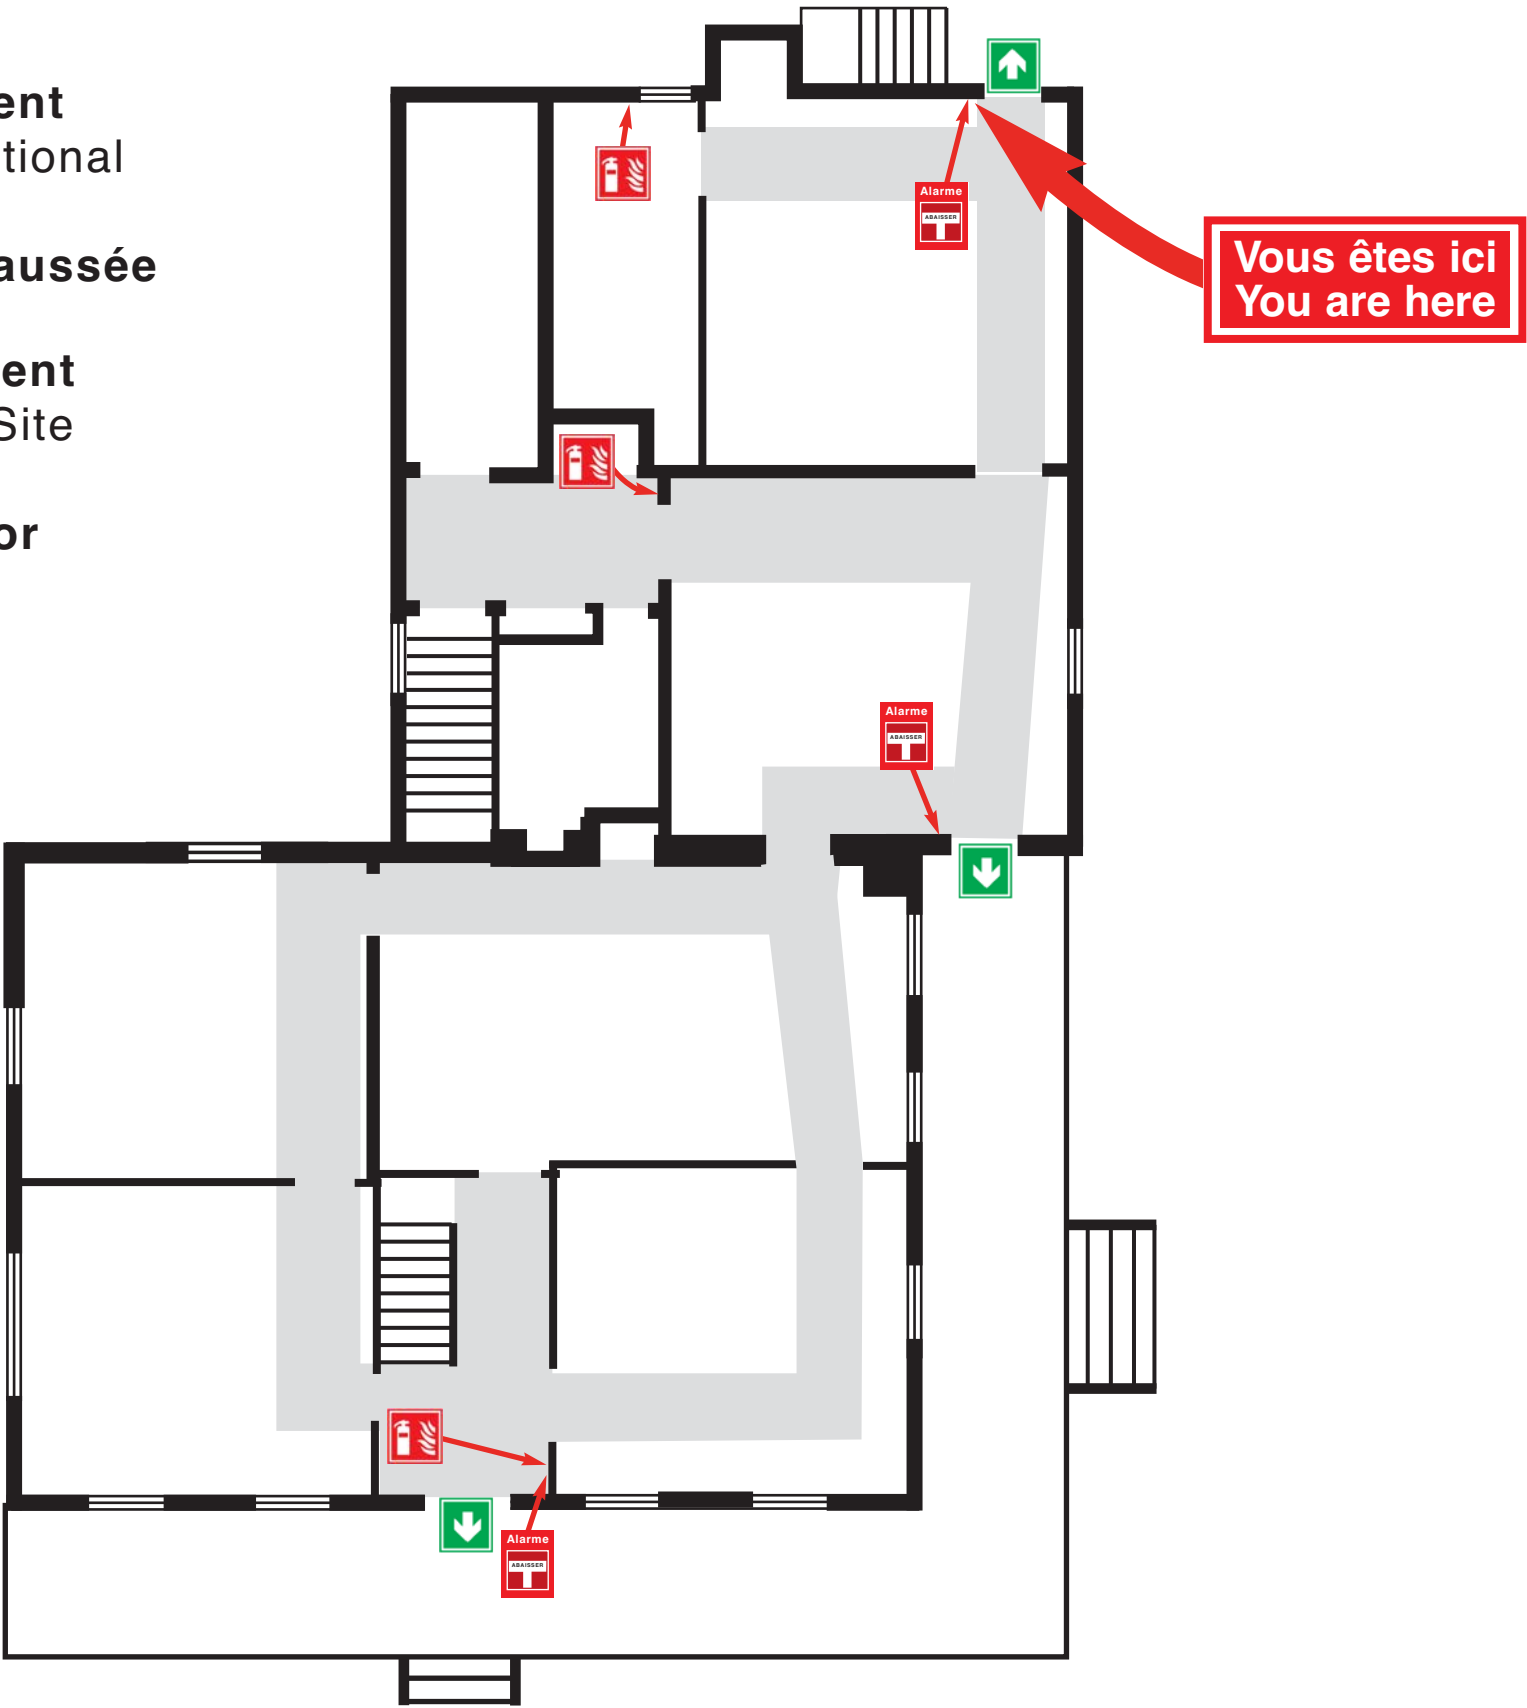 ent
tional
aussée
ent
Site
or
Alarme
ABAISSER
Vous êtes ici
You are here
Alarme
ABAISSER
Alarme
ABAISSER